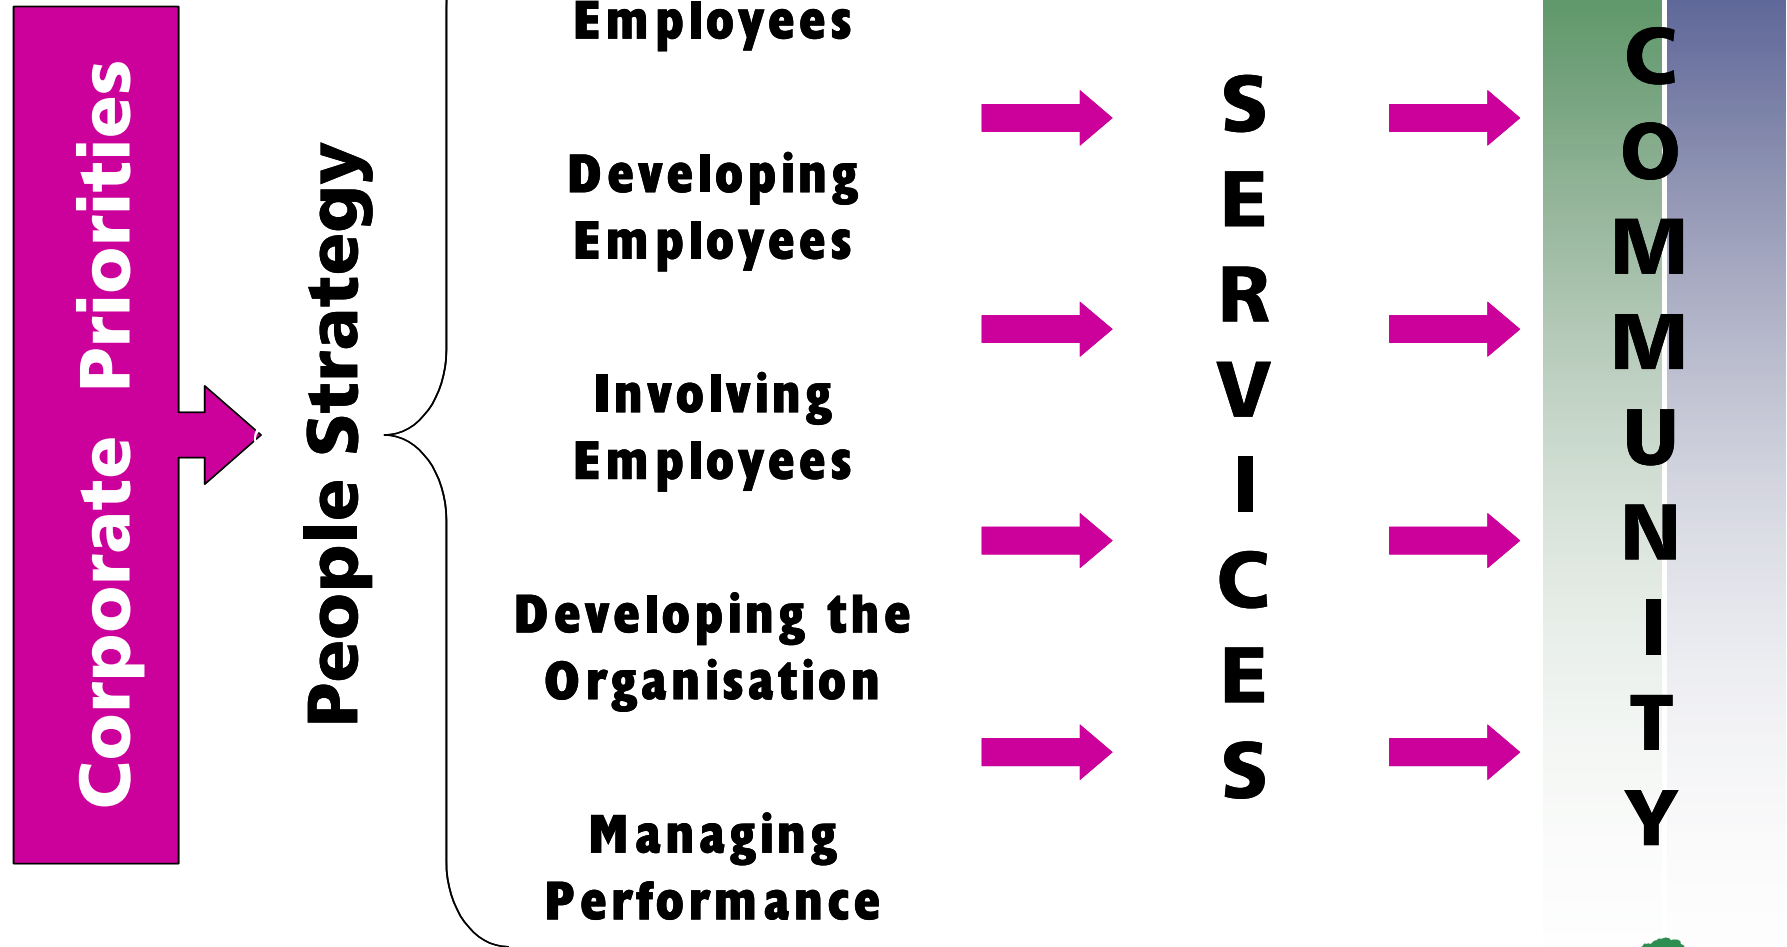 Corporate Priorities
People Strategy
Employees
Developing
Employees
Involving
Employees
Developing the
Organisation
Managing
Performance
SERVICES
COMMUNITY